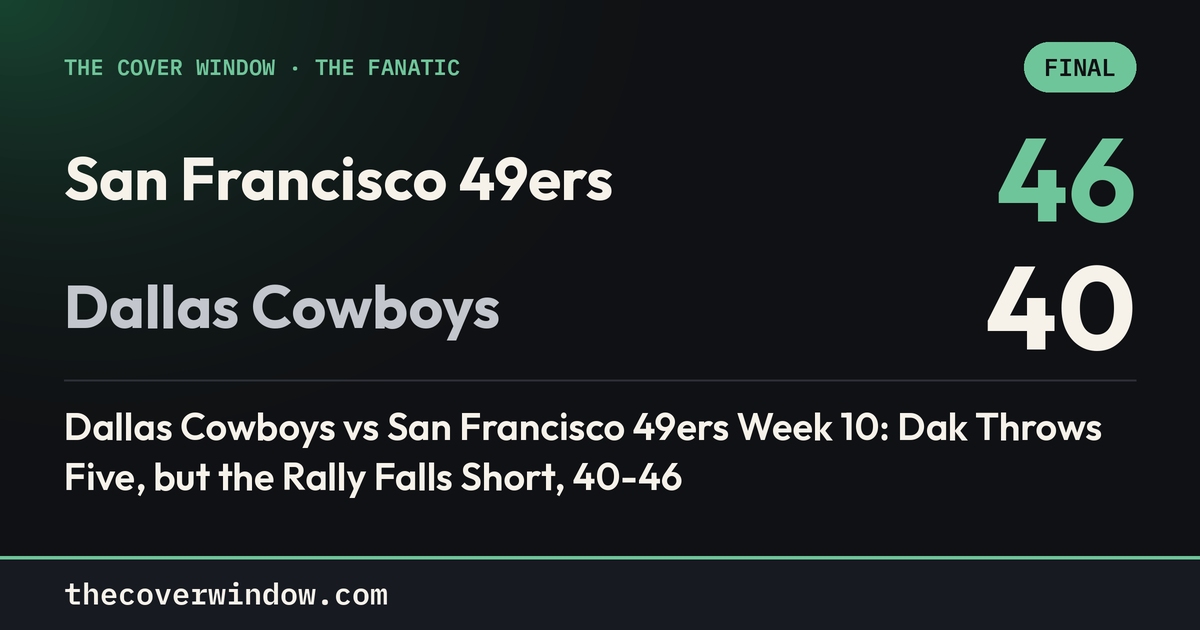 THE COVER WINDOW · THE FANATIC
FINAL
San Francisco 49ers
46
Dallas Cowboys
40
Dallas Cowboys vs San Francisco 49ers Week 10: Dak Throws
Five, but the Rally Falls Short, 40-46
thecoverwindow.com